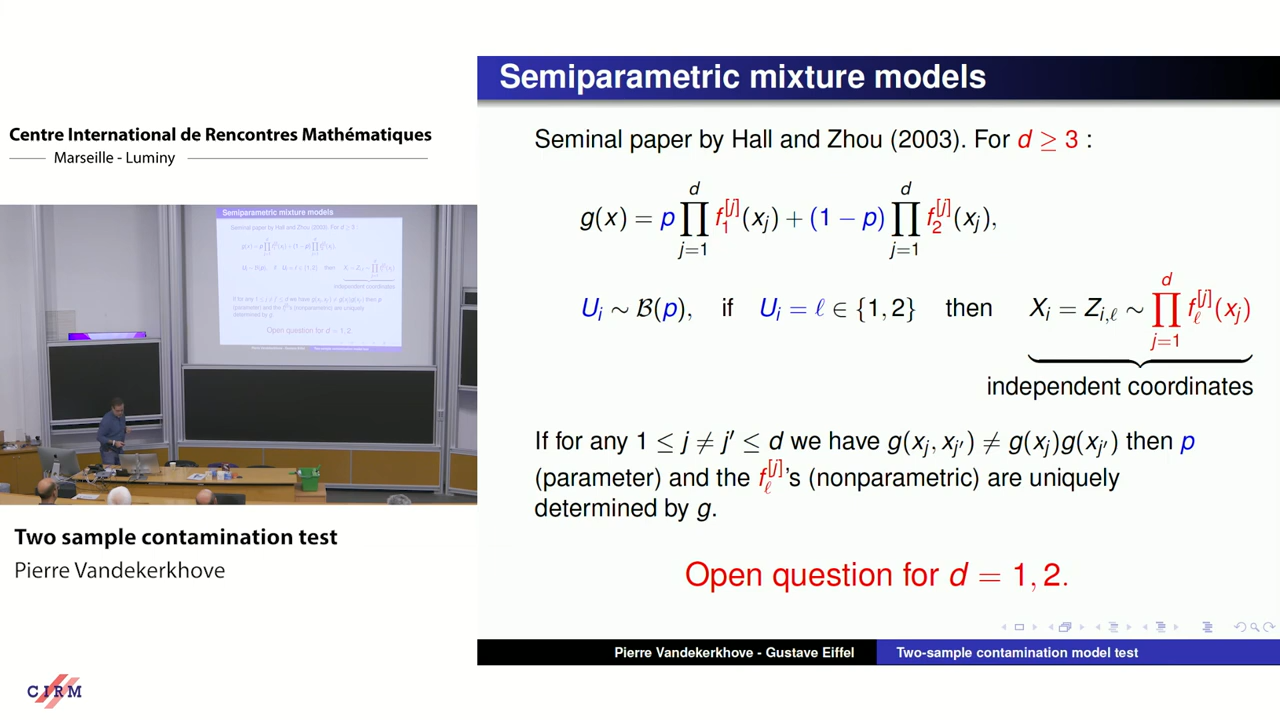 Centre International de Rencontres Mathématiques
Marseille - Luminy
Two sample contamination test
Pierre Vandekerkhove
CIRM
Semiparametric mixture models
Seminal paper by Hall and Zhou (2003). For d ≥ 3 :
g(x) = p ∏_{j=1}^{d} f_1^{[j]}(x_j) + (1 − p) ∏_{j=1}^{d} f_2^{[j]}(x_j),
U_i ∼ B(p), if U_i = ℓ ∈ {1, 2} then X_i = Z_{i,ℓ} ∼ ∏_{j=1}^{d} f_ℓ^{[j]}(x_j)
independent coordinates
If for any 1 ≤ j ≠ j′ ≤ d we have g(x_j, x_{j′}) ≠ g(x_j)g(x_{j′}) then p
(parameter) and the f_ℓ^{[j]}'s (nonparametric) are uniquely
determined by g.
Open question for d = 1, 2.
Pierre Vandekerkhove - Gustave Eiffel Two-sample contamination model test